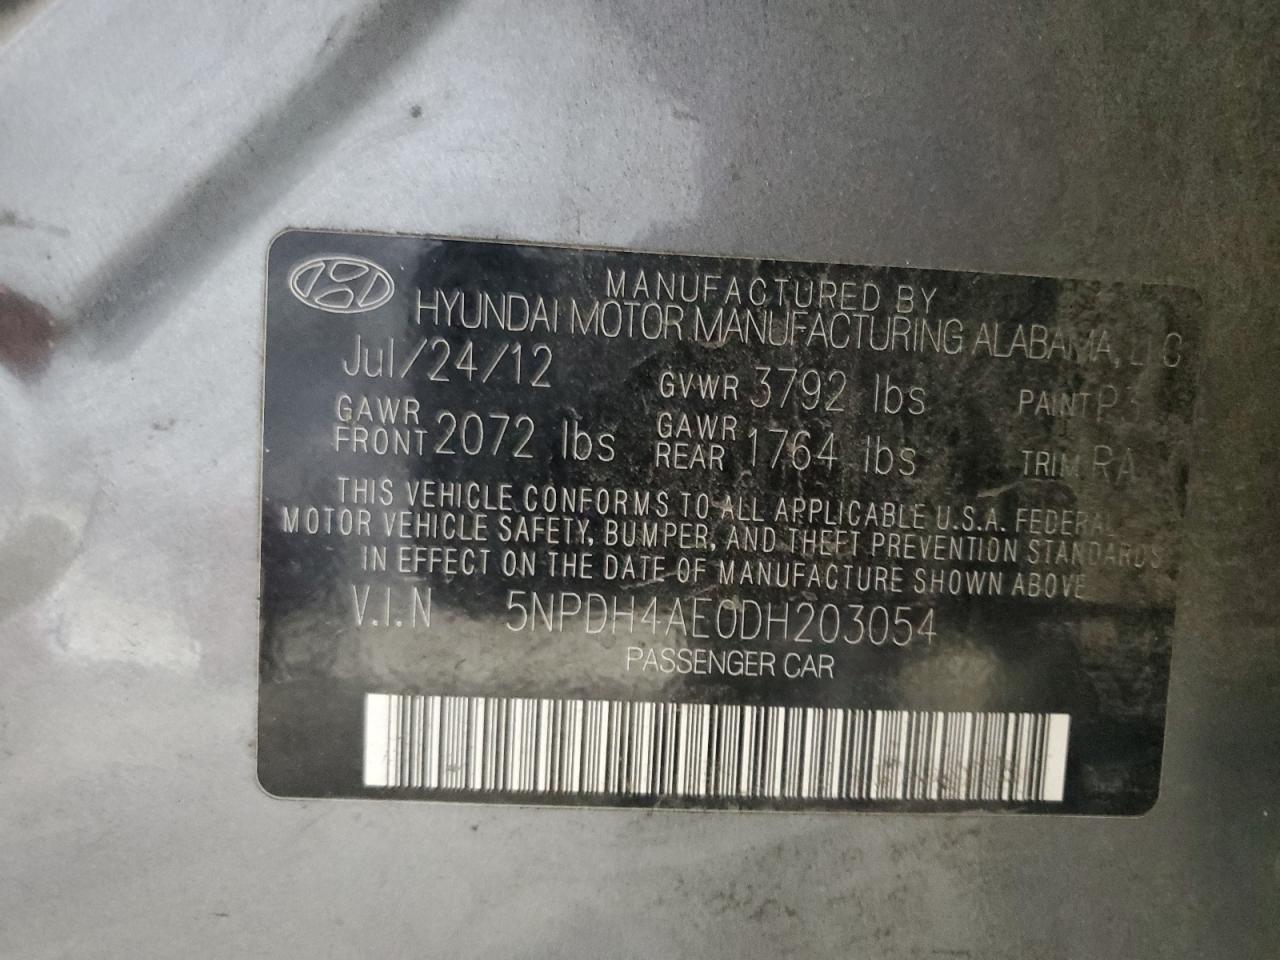 MANUFACTURED BY
HYUNDAI MOTOR MANUFACTURING ALABAMA, LLC
Jul/24/12 GVWR 3792 lbs PAINT P3
GAWR FRONT 2072 lbs GAWR REAR 1764 lbs TRIM RA
THIS VEHICLE CONFORMS TO ALL APPLICABLE U.S.A. FEDERAL
MOTOR VEHICLE SAFETY, BUMPER, AND THEFT PREVENTION STANDARDS
IN EFFECT ON THE DATE OF MANUFACTURE SHOWN ABOVE
V.I.N 5NPDH4AE0DH203054
PASSENGER CAR